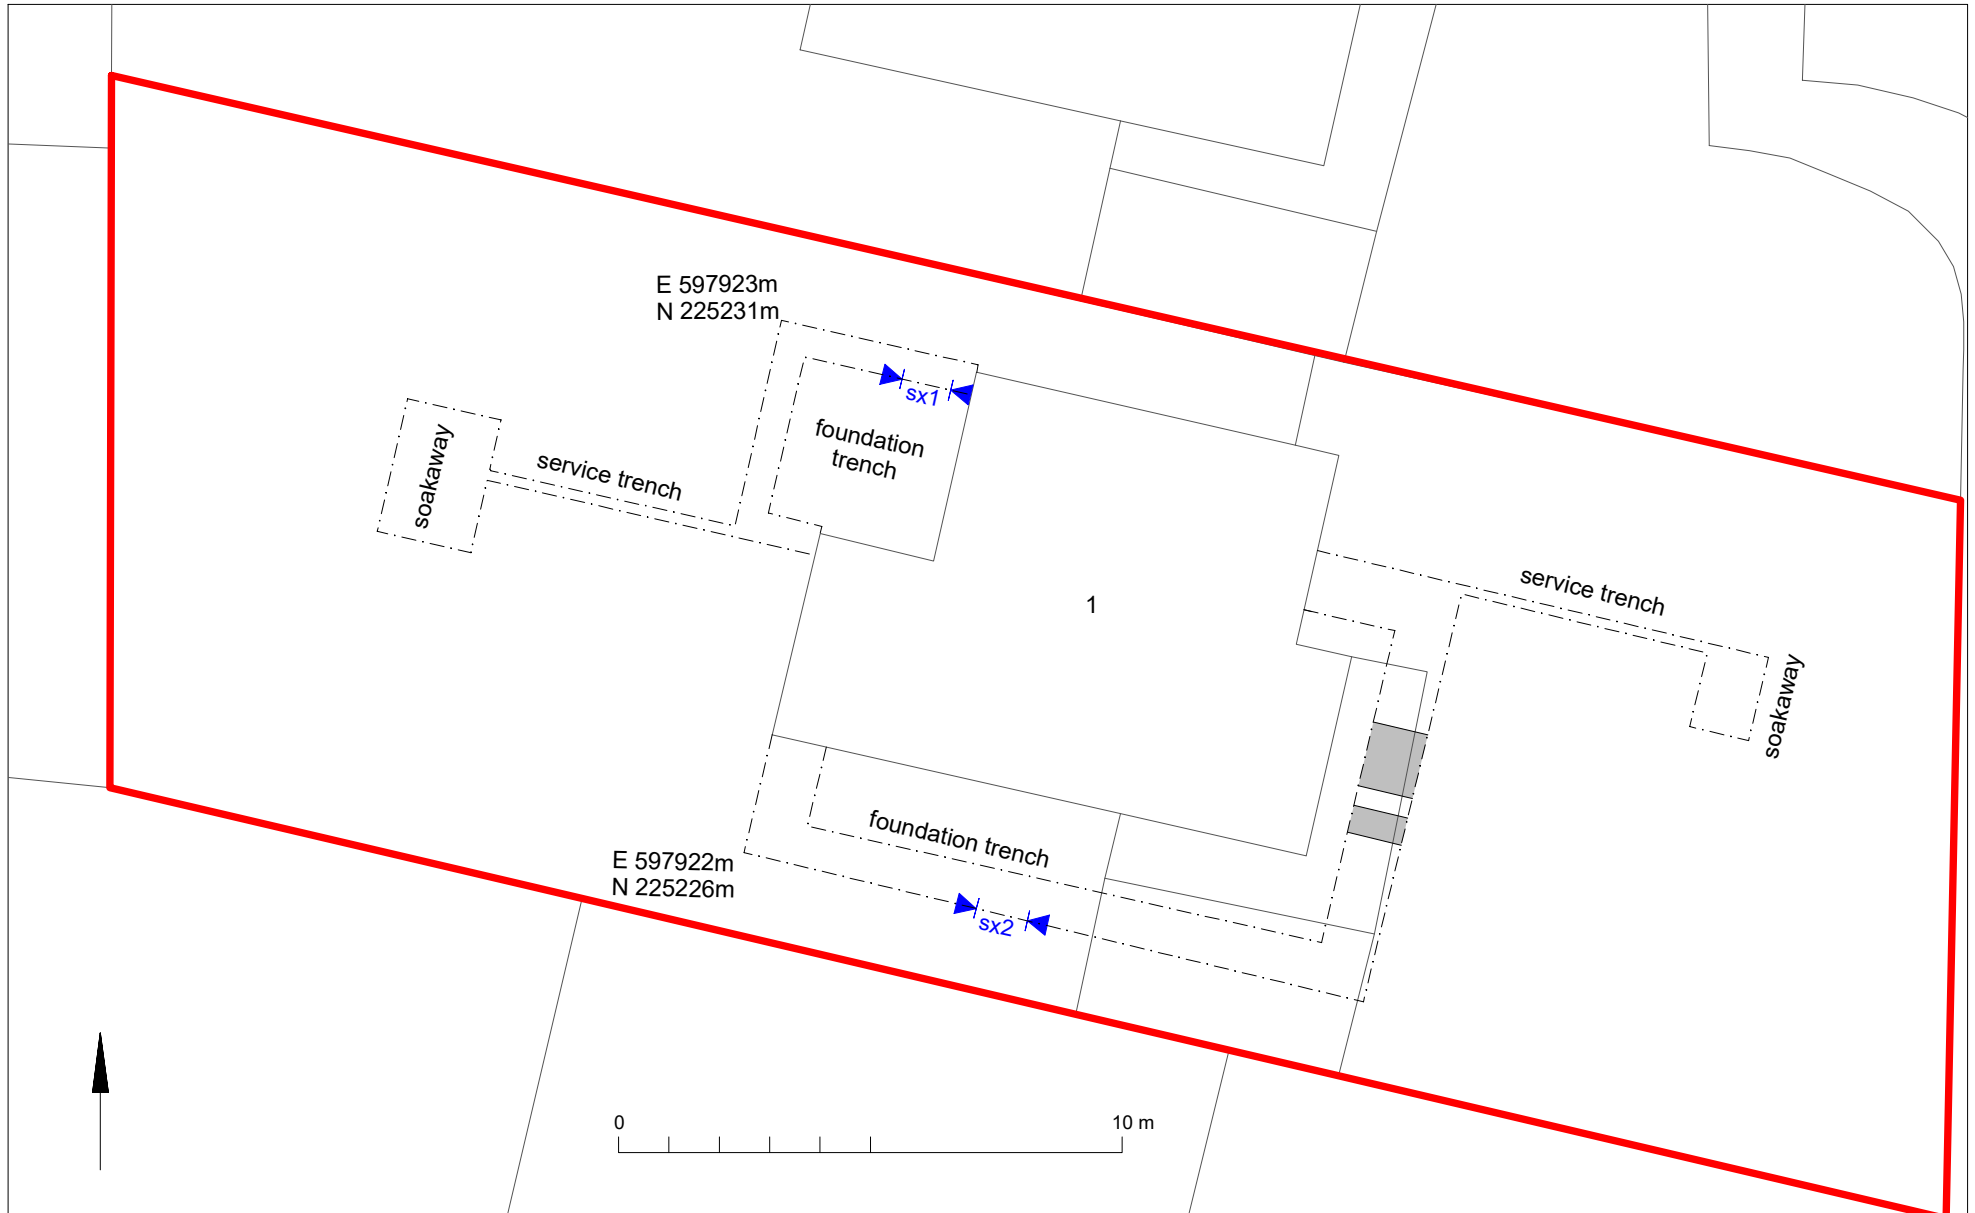 E 597923m
N 225231m
sx1
foundation
trench
soakaway
service trench
1
service trench
soakaway
foundation trench
E 597922m
N 225226m
sx2
0
10 m